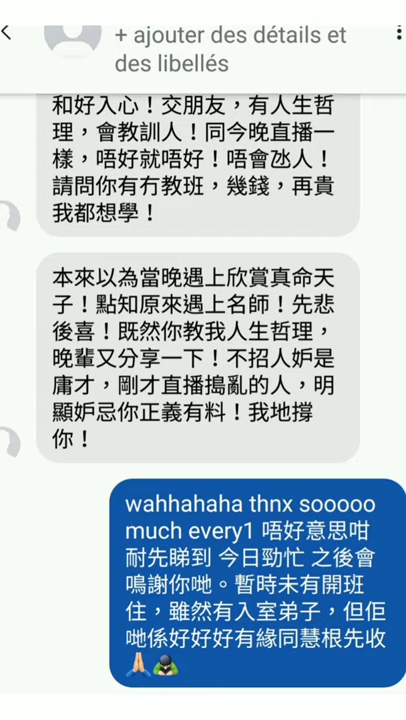 + ajouter des détails et
des libellés
和好入心！交朋友，有人生哲
理，會教訓人！同今晚直播一
樣，唔好就唔好！唔會氹人！
請問你有冇教班，幾錢，再貴
我都想學！
本來以為當晚遇上欣賞真命天
子！點知原來遇上名師！先悲
後喜！既然你教我人生哲理，
晚輩又分享一下！不招人妒是
庸才，剛才直播搗亂的人，明
顯妒忌你正義有料！我地撐
你！
wahhahaha thnx sooooo
much every1 唔好意思咁
耐先睇到 今日勁忙 之後會
鳴謝你哋。暫時未有開班
住，雖然有入室弟子，但佢
哋係好好好有緣同慧根先收
🙏🏻🙇‍♂️